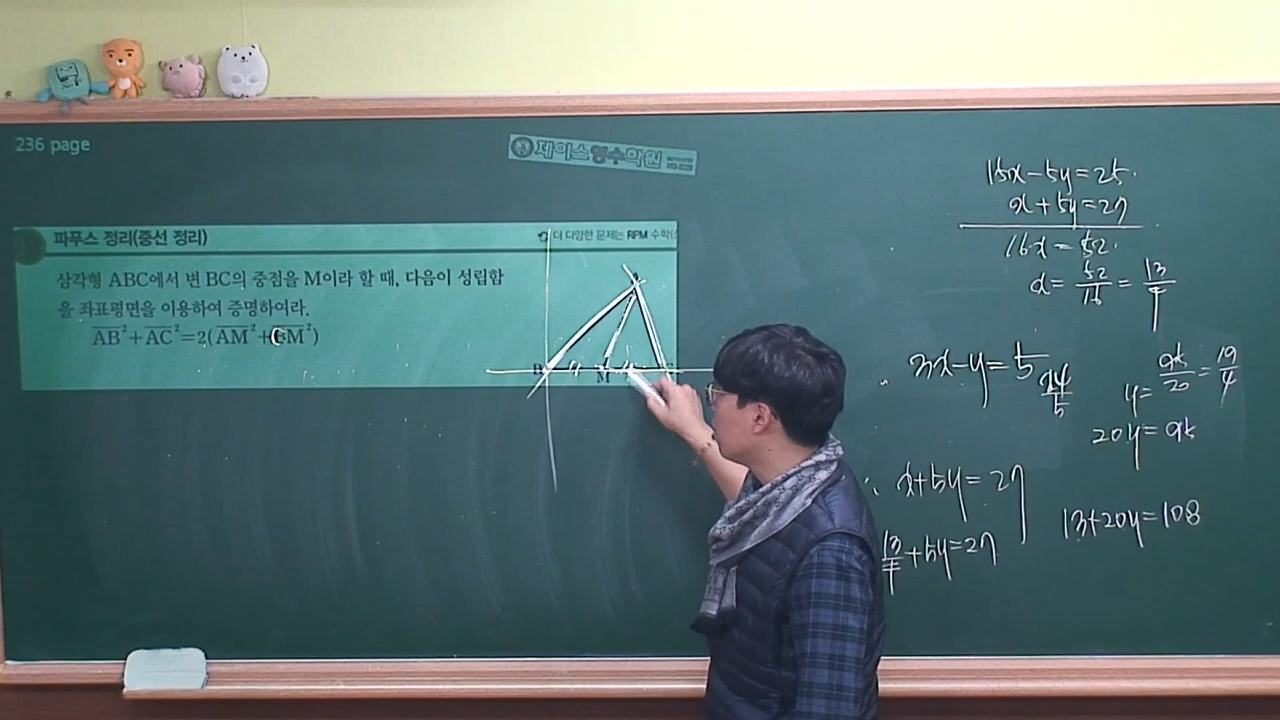 236 page
제이스영수학원
파푸스 정리(중선 정리)
더 다양한 문제는 RPM 수학(
삼각형 ABC에서 변 BC의 중점을 M이라 할 때, 다음이 성립함
을 좌표평면을 이용하여 증명하여라.
AB²+AC²=2(AM²+CM²)
M
15x-5y=25.
x+5y=27
16x=52.
x=52/16=13/4
3x-y=5
y=95/20=19/4
20y=95
∴ x+5y=27
13+20y=108
13/4+5y=27